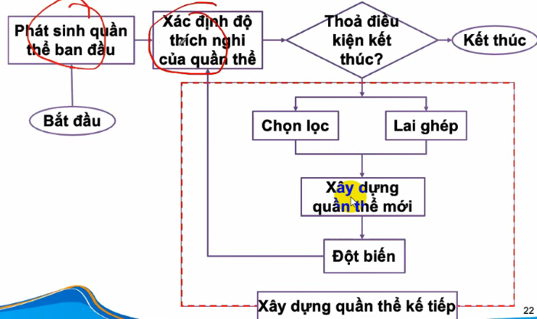 Phát sinh quần
thể ban đầu
Xác định độ
thích nghi
của quần thể
Thoả điều
kiện kết
thúc?
Kết thúc
Bắt đầu
Chọn lọc
Lai ghép
Xây dựng
quần thể mới
Đột biến
Xây dựng quần thể kế tiếp
22